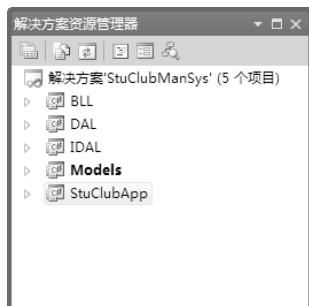 解决方案资源管理器
解决方案'StuClubManSys' (5 个项目)
BLL
DAL
IDAL
Models
StuClubApp